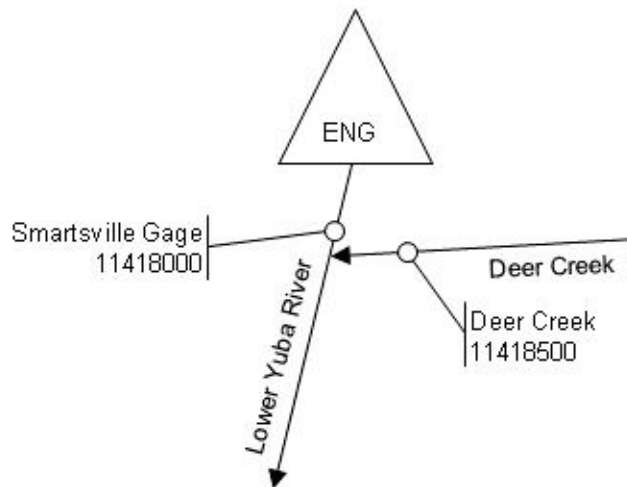 ENG
Smartsville Gage
11418000
Deer Creek
Deer Creek
11418500
Lower Yuba River